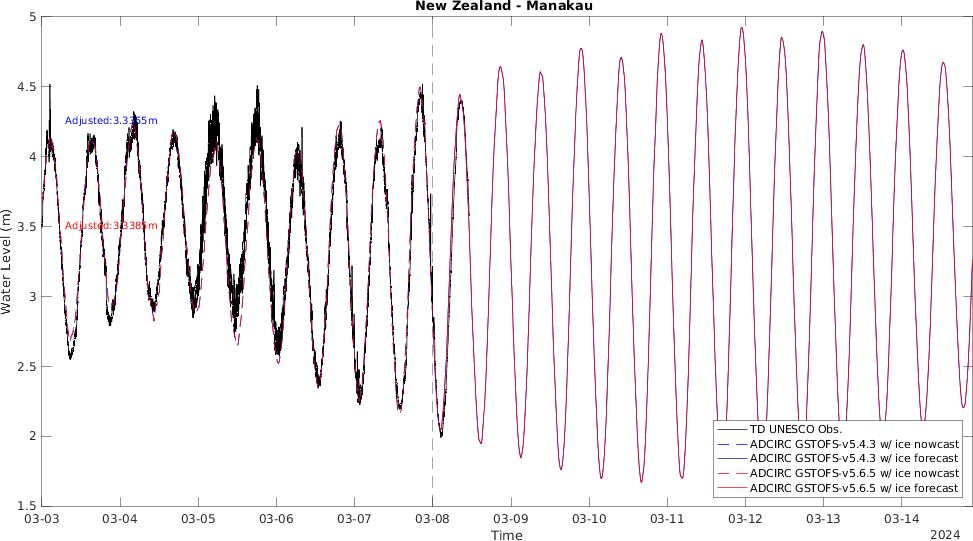 New Zealand - Manakau
5
4.5
4
3.5
3
2.5
2
1.5
Water Level (m)
Adjusted:3.3355m
Adjusted:3.3385m
TD UNESCO Obs.
ADCIRC GSTOFS-v5.4.3 w/ ice nowcast
ADCIRC GSTOFS-v5.4.3 w/ ice forecast
ADCIRC GSTOFS-v5.6.5 w/ ice nowcast
ADCIRC GSTOFS-v5.6.5 w/ ice forecast
03-03 03-04 03-05 03-06 03-07 03-08 03-09 03-10 03-11 03-12 03-13 03-14
Time
2024